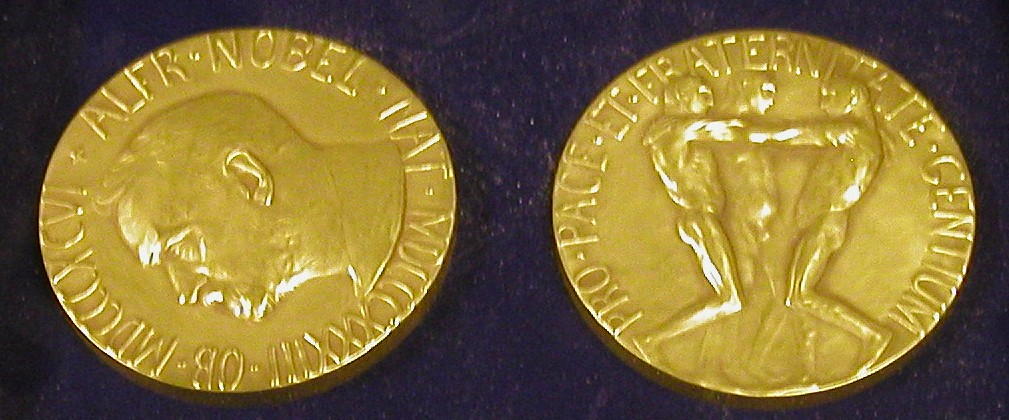 ALFR · NOBEL · NAT · MDCCCXXXIII · OB · MDCCCXCVI
PRO · PACE · ET · FRATERNITATE · GENTIUM